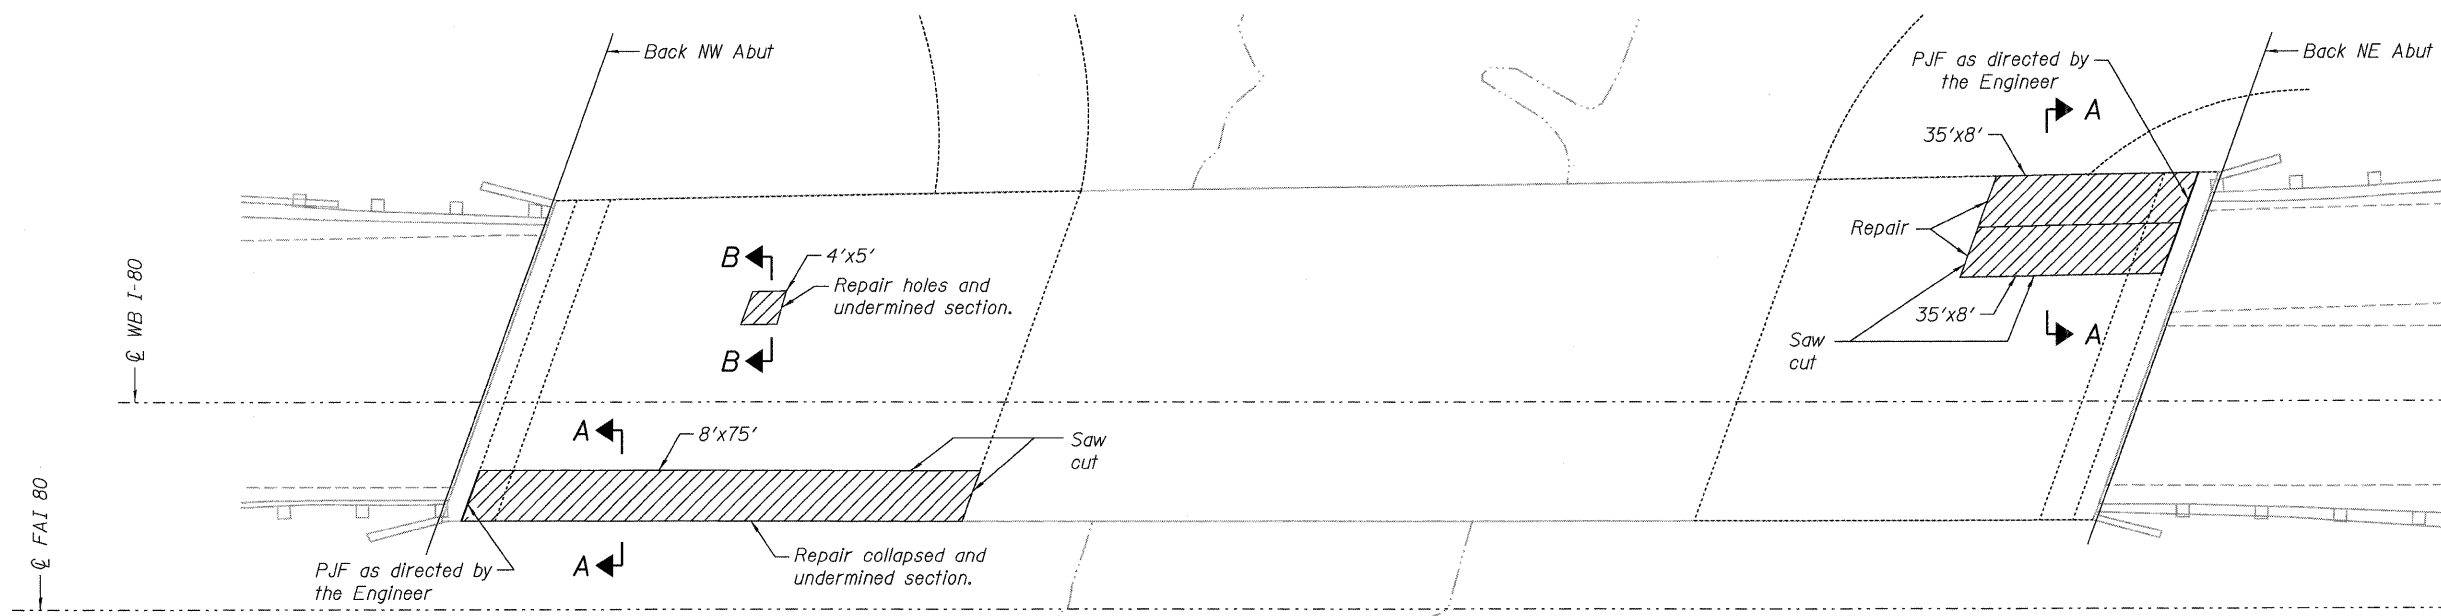 Back NW Abut
PJF as directed by
the Engineer
Back NE Abut
A
35'x8'
Repair
B
4'x5'
Repair holes and
undermined section.
B
35'x8'
A
Saw
cut
℄ WB I-80
A
8'x75'
Saw
cut
℄ FAI 80
A
Repair collapsed and
undermined section.
PJF as directed by
the Engineer